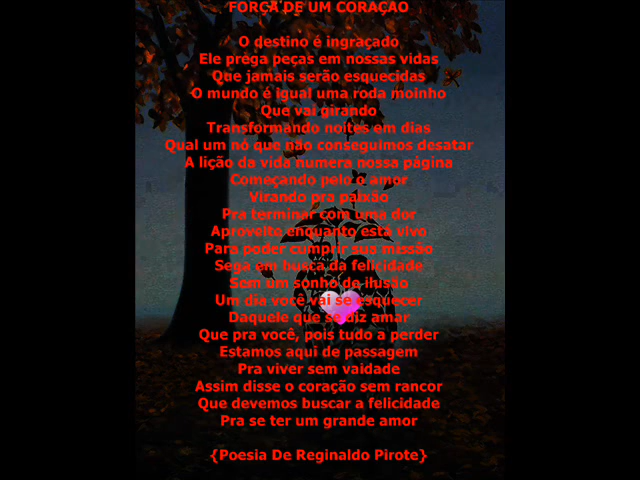 FORÇA DE UM CORAÇÃO
O destino é ingraçado
Ele prega peças em nossas vidas
Que jamais serão esquecidas
O mundo é igual uma roda moinho
Que vai girando
Transformando noites em dias
Qual um nó que não conseguimos desatar
A lição da vida numera nossa página
Começando pelo o amor
Virando pra paixão
Pra terminar com uma dor
Aproveito enquanto está vivo
Para poder cumprir sua missão
Sega em busca da felicidade
Sem um sonho de ilusão
Um dia você vai se esquecer
Daquele que se diz amar
Que pra você, pois tudo a perder
Estamos aqui de passagem
Pra viver sem vaidade
Assim disse o coração sem rancor
Que devemos buscar a felicidade
Pra se ter um grande amor
{Poesia De Reginaldo Pirote}